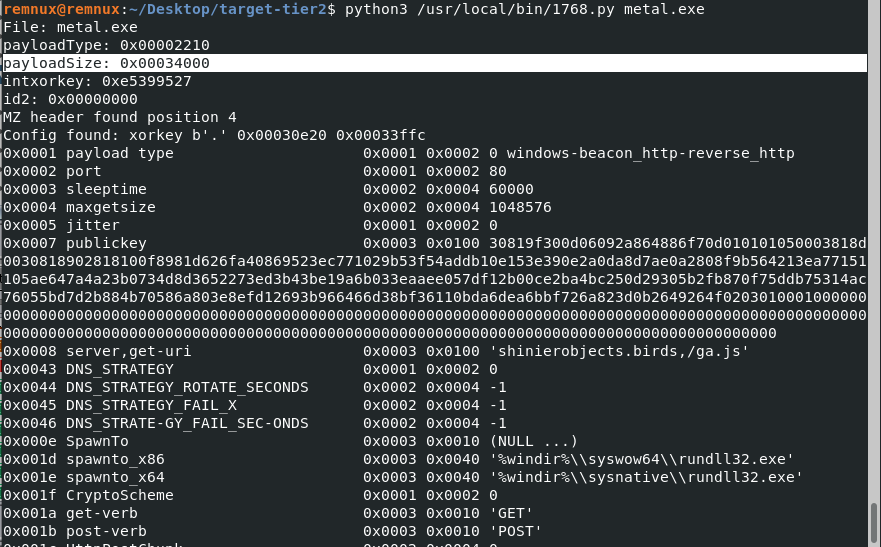 remnux@remnux:~/Desktop/target-tier2$ python3 /usr/local/bin/1768.py metal.exe
File: metal.exe
payloadType: 0x00002210
payloadSize: 0x00034000
intxorkey: 0xe5399527
id2: 0x00000000
MZ header found position 4
Config found: xorkey b'.' 0x00030e20 0x00033ffc
0x0001 payload type                     0x0001 0x0002 0 windows-beacon_http-reverse_http
0x0002 port                             0x0001 0x0002 80
0x0003 sleeptime                        0x0002 0x0004 60000
0x0004 maxgetsize                       0x0002 0x0004 1048576
0x0005 jitter                           0x0001 0x0002 0
0x0007 publickey                        0x0003 0x0100 30819f300d06092a864886f70d010101050003818d
0030818902818100f8981d626fa40869523ec771029b53f54addb10e153e390e2a0da8d7ae0a2808f9b564213ea77151
105ae647a4a23b0734d8d3652273ed3b43be19a6b033eaaee057df12b00ce2ba4bc250d29305b2fb870f75ddb75314ac
76055bd7d2b884b70586a803e8efd12693b966466d38bf36110bda6dea6bbf726a823d0b2649264f0203010001000000
000000000000000000000000000000000000000000000000000000000000000000000000000000000000000000000000
00000000000000000000000000000000000000000000000000000000000000000000000000000000000000
0x0008 server,get-uri                   0x0003 0x0100 'shinierobjects.birds,/ga.js'
0x0043 DNS_STRATEGY                     0x0001 0x0002 0
0x0044 DNS_STRATEGY_ROTATE_SECONDS      0x0002 0x0004 -1
0x0045 DNS_STRATEGY_FAIL_X              0x0002 0x0004 -1
0x0046 DNS_STRATE-GY_FAIL_SEC-ONDS      0x0002 0x0004 -1
0x000e SpawnTo                          0x0003 0x0010 (NULL ...)
0x001d spawnto_x86                      0x0003 0x0040 '%windir%\\syswow64\\rundll32.exe'
0x001e spawnto_x64                      0x0003 0x0040 '%windir%\\sysnative\\rundll32.exe'
0x001f CryptoScheme                     0x0001 0x0002 0
0x001a get-verb                         0x0003 0x0010 'GET'
0x001b post-verb                        0x0003 0x0010 'POST'